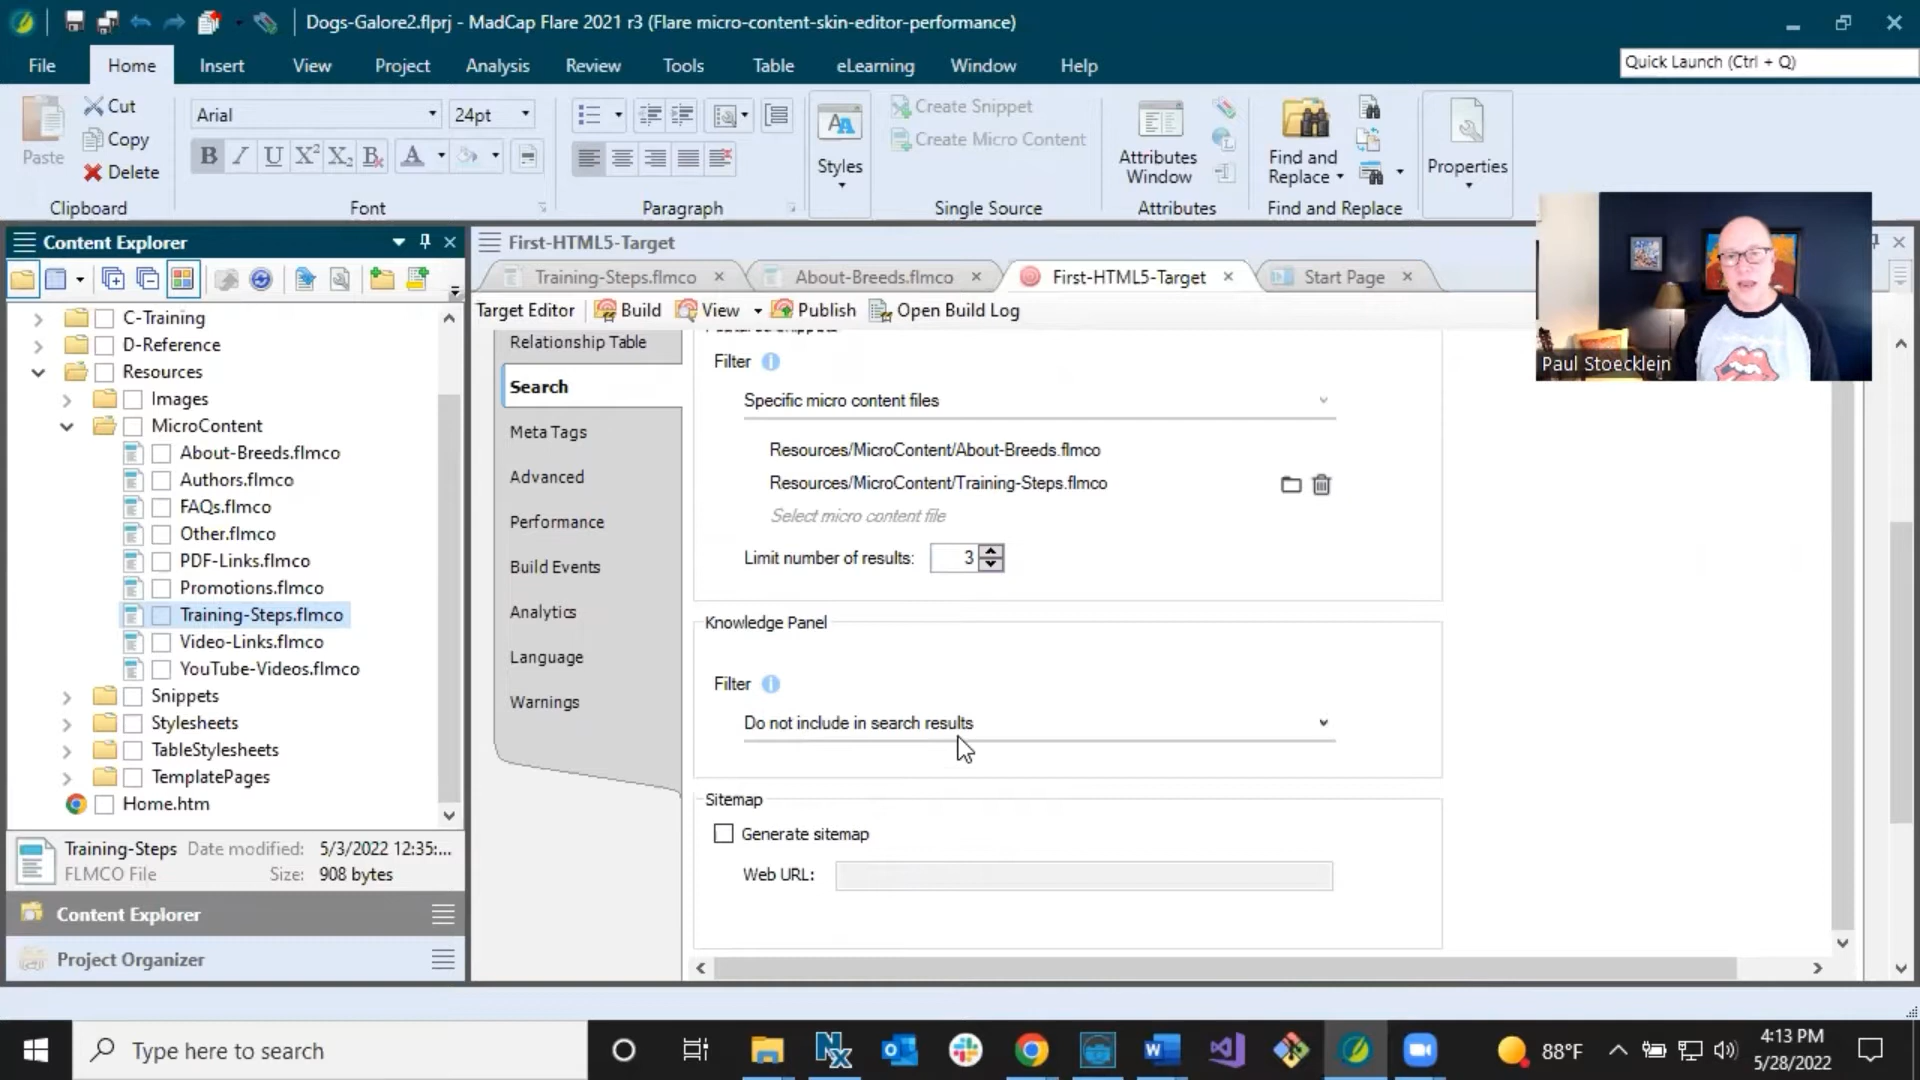 Dogs-Galore2.flprj - MadCap Flare 2021 r3 (Flare micro-content-skin-editor-performance)
File Home Insert View Project Analysis Review Tools Table eLearning Window Help
Quick Launch (Ctrl + Q)
Paste
Cut
Copy
Delete
Clipboard
Arial 24pt
B I U X² X₂ B A
Font
Paragraph
Styles
Create Snippet
Create Micro Content
Single Source
Attributes
Window
Attributes
Find and
Replace
Find and Replace
Properties
Content Explorer
C-Training
D-Reference
Resources
Images
MicroContent
About-Breeds.flmco
Authors.flmco
FAQs.flmco
Other.flmco
PDF-Links.flmco
Promotions.flmco
Training-Steps.flmco
Video-Links.flmco
YouTube-Videos.flmco
Snippets
Stylesheets
TableStylesheets
TemplatePages
Home.htm
Training-Steps Date modified: 5/3/2022 12:35:...
FLMCO File Size: 908 bytes
Content Explorer
Project Organizer
First-HTML5-Target
Training-Steps.flmco About-Breeds.flmco First-HTML5-Target Start Page
Target Editor Build View Publish Open Build Log
Relationship Table
Search
Meta Tags
Advanced
Performance
Build Events
Analytics
Language
Warnings
Filter
Specific micro content files
Resources/MicroContent/About-Breeds.flmco
Resources/MicroContent/Training-Steps.flmco
Select micro content file
Limit number of results: 3
Knowledge Panel
Filter
Do not include in search results
Sitemap
Generate sitemap
Web URL:
Paul Stoecklein
Type here to search
88°F
4:13 PM
5/28/2022